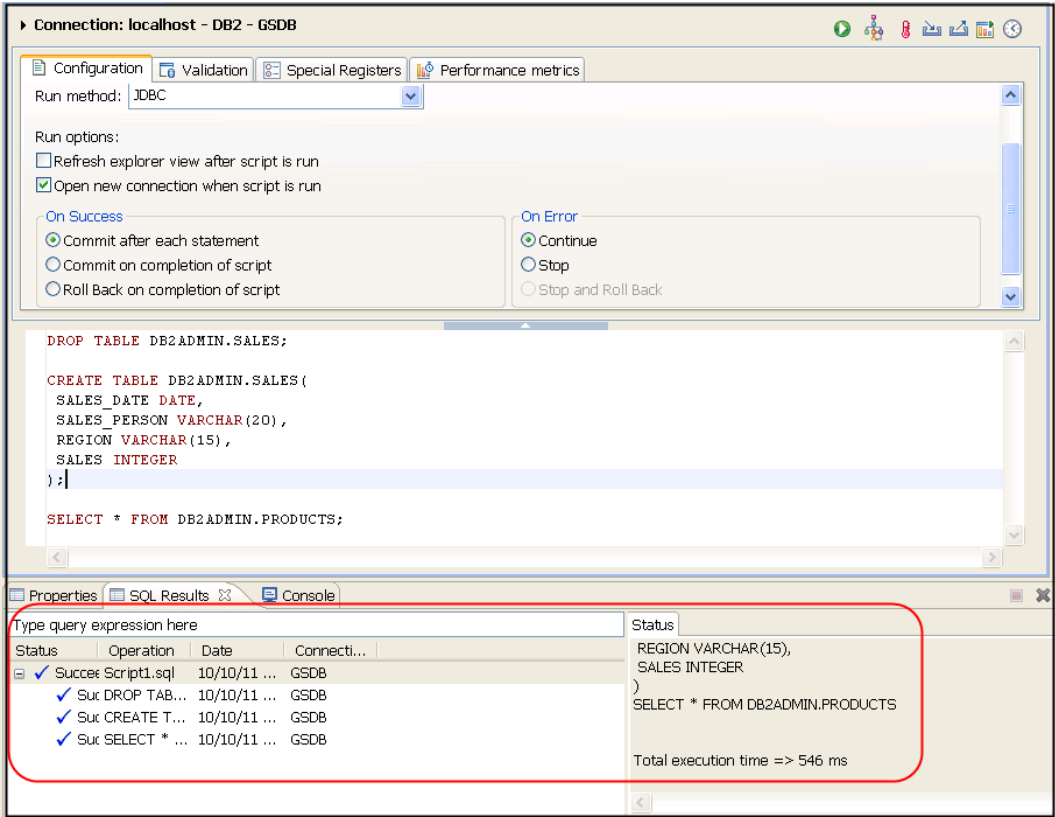 Connection: localhost - DB2 - GSDB
Configuration Validation Special Registers Performance metrics
Run method: JDBC
Run options:
Refresh explorer view after script is run
Open new connection when script is run
On Success
Commit after each statement
Commit on completion of script
Roll Back on completion of script
On Error
Continue
Stop
Stop and Roll Back
DROP TABLE DB2ADMIN.SALES;
CREATE TABLE DB2ADMIN.SALES(
SALES_DATE DATE,
SALES_PERSON VARCHAR(20),
REGION VARCHAR(15),
SALES INTEGER
);
SELECT * FROM DB2ADMIN.PRODUCTS;
Properties SQL Results Console
Type query expression here
Status Operation Date Connecti...
Succee Script1.sql 10/10/11 ... GSDB
Suc DROP TAB... 10/10/11 ... GSDB
Suc CREATE T... 10/10/11 ... GSDB
Suc SELECT * ... 10/10/11 ... GSDB
Status
REGION VARCHAR(15),
SALES INTEGER
)
SELECT * FROM DB2ADMIN.PRODUCTS
Total execution time => 546 ms